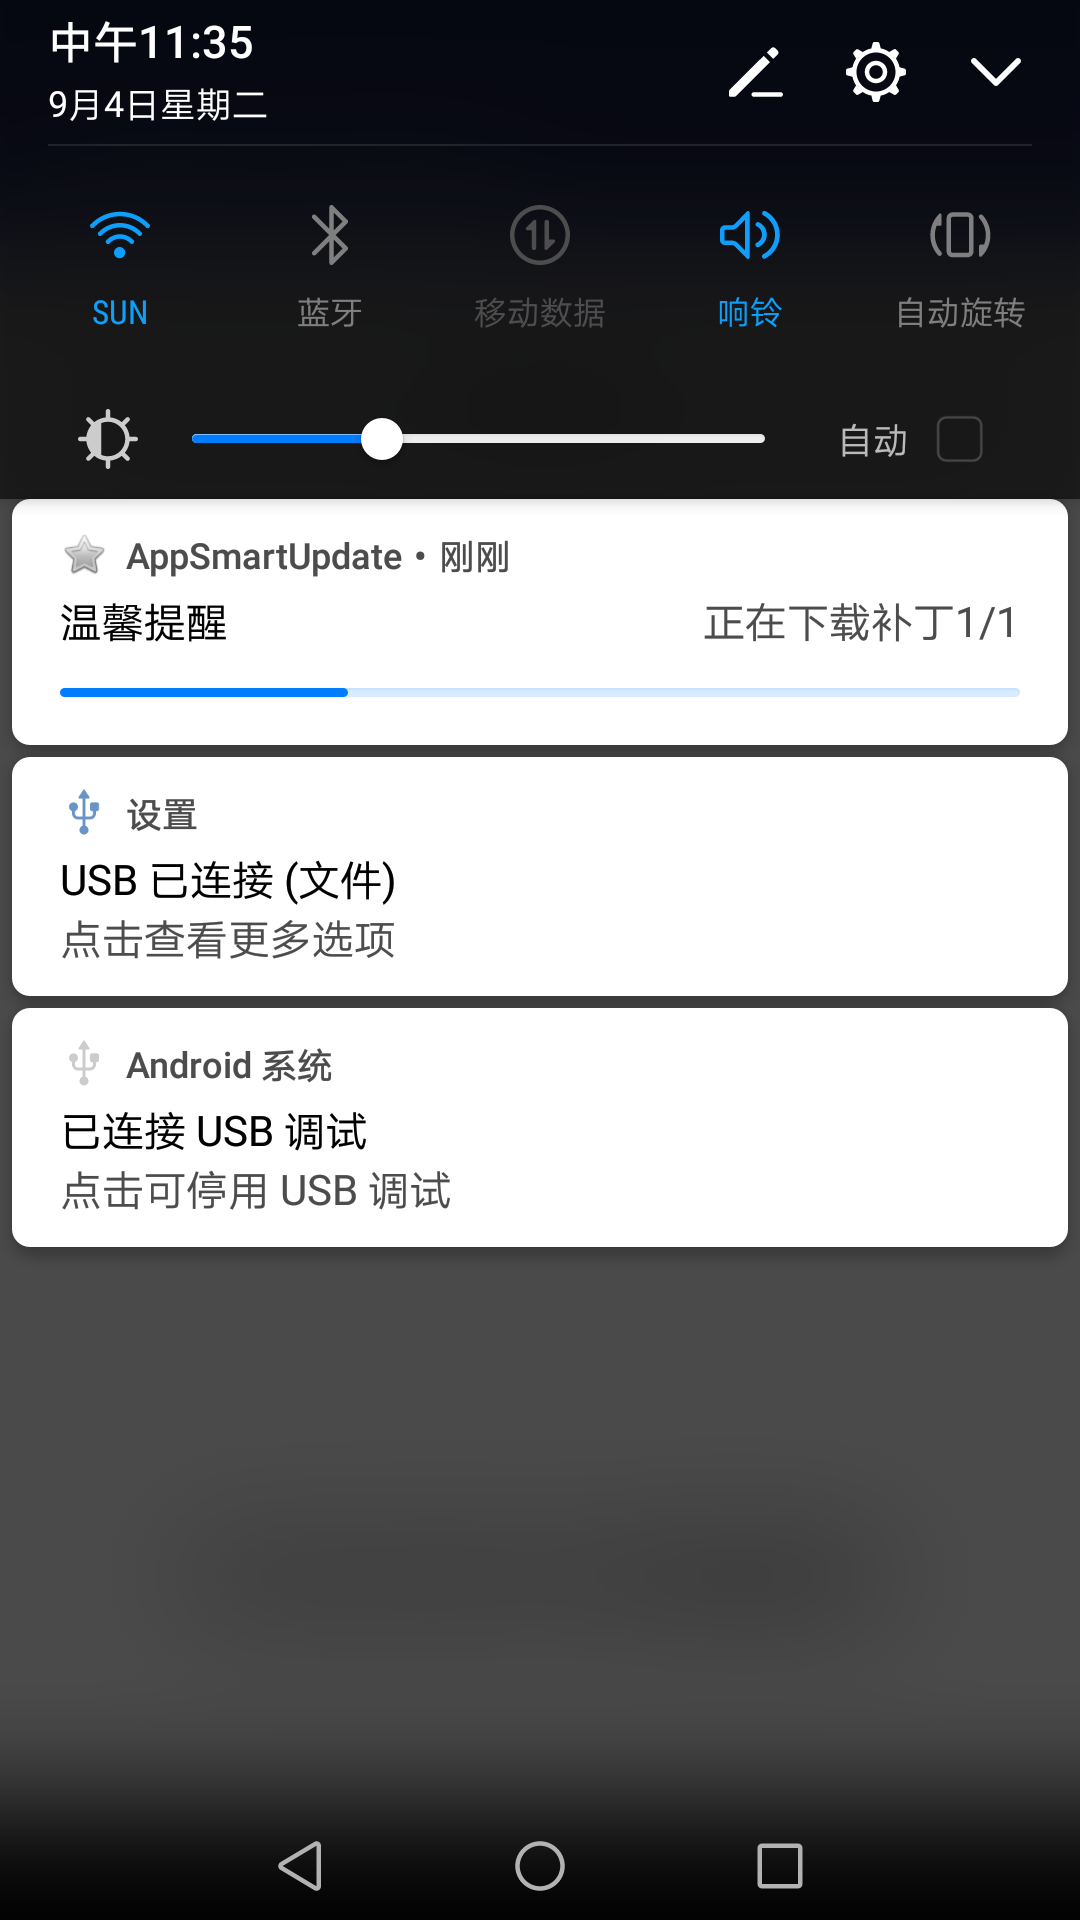 中午11:35
9月4日星期二
SUN
蓝牙
移动数据
响铃
自动旋转
自动
AppSmartUpdate • 刚刚
温馨提醒
正在下载补丁1/1
设置
USB 已连接 (文件)
点击查看更多选项
Android 系统
已连接 USB 调试
点击可停用 USB 调试